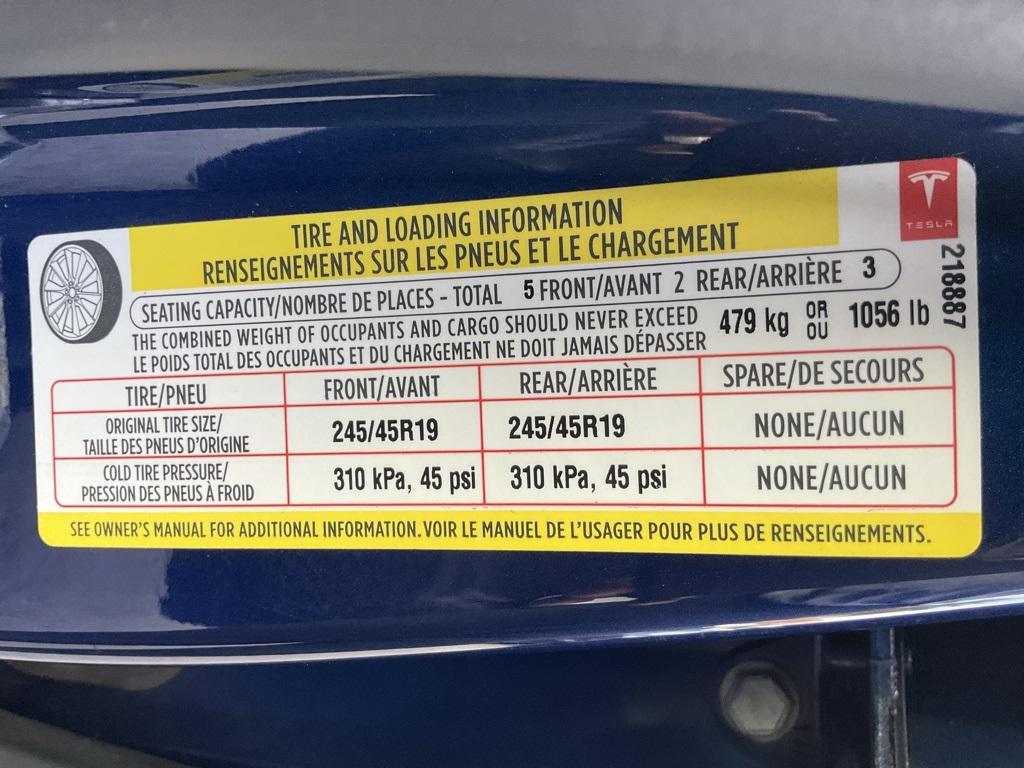 TIRE AND LOADING INFORMATION
RENSEIGNEMENTS SUR LES PNEUS ET LE CHARGEMENT
TESLA
218887
SEATING CAPACITY/NOMBRE DE PLACES - TOTAL 5 FRONT/AVANT 2 REAR/ARRIÈRE 3
THE COMBINED WEIGHT OF OCCUPANTS AND CARGO SHOULD NEVER EXCEED 479 kg OR 1056 lb
LE POIDS TOTAL DES OCCUPANTS ET DU CHARGEMENT NE DOIT JAMAIS DÉPASSER OU
TIRE/PNEU FRONT/AVANT REAR/ARRIÈRE SPARE/DE SECOURS
ORIGINAL TIRE SIZE/
TAILLE DES PNEUS D'ORIGINE 245/45R19 245/45R19 NONE/AUCUN
COLD TIRE PRESSURE/
PRESSION DES PNEUS À FROID 310 kPa, 45 psi 310 kPa, 45 psi NONE/AUCUN
SEE OWNER'S MANUAL FOR ADDITIONAL INFORMATION. VOIR LE MANUEL DE L'USAGER POUR PLUS DE RENSEIGNEMENTS.